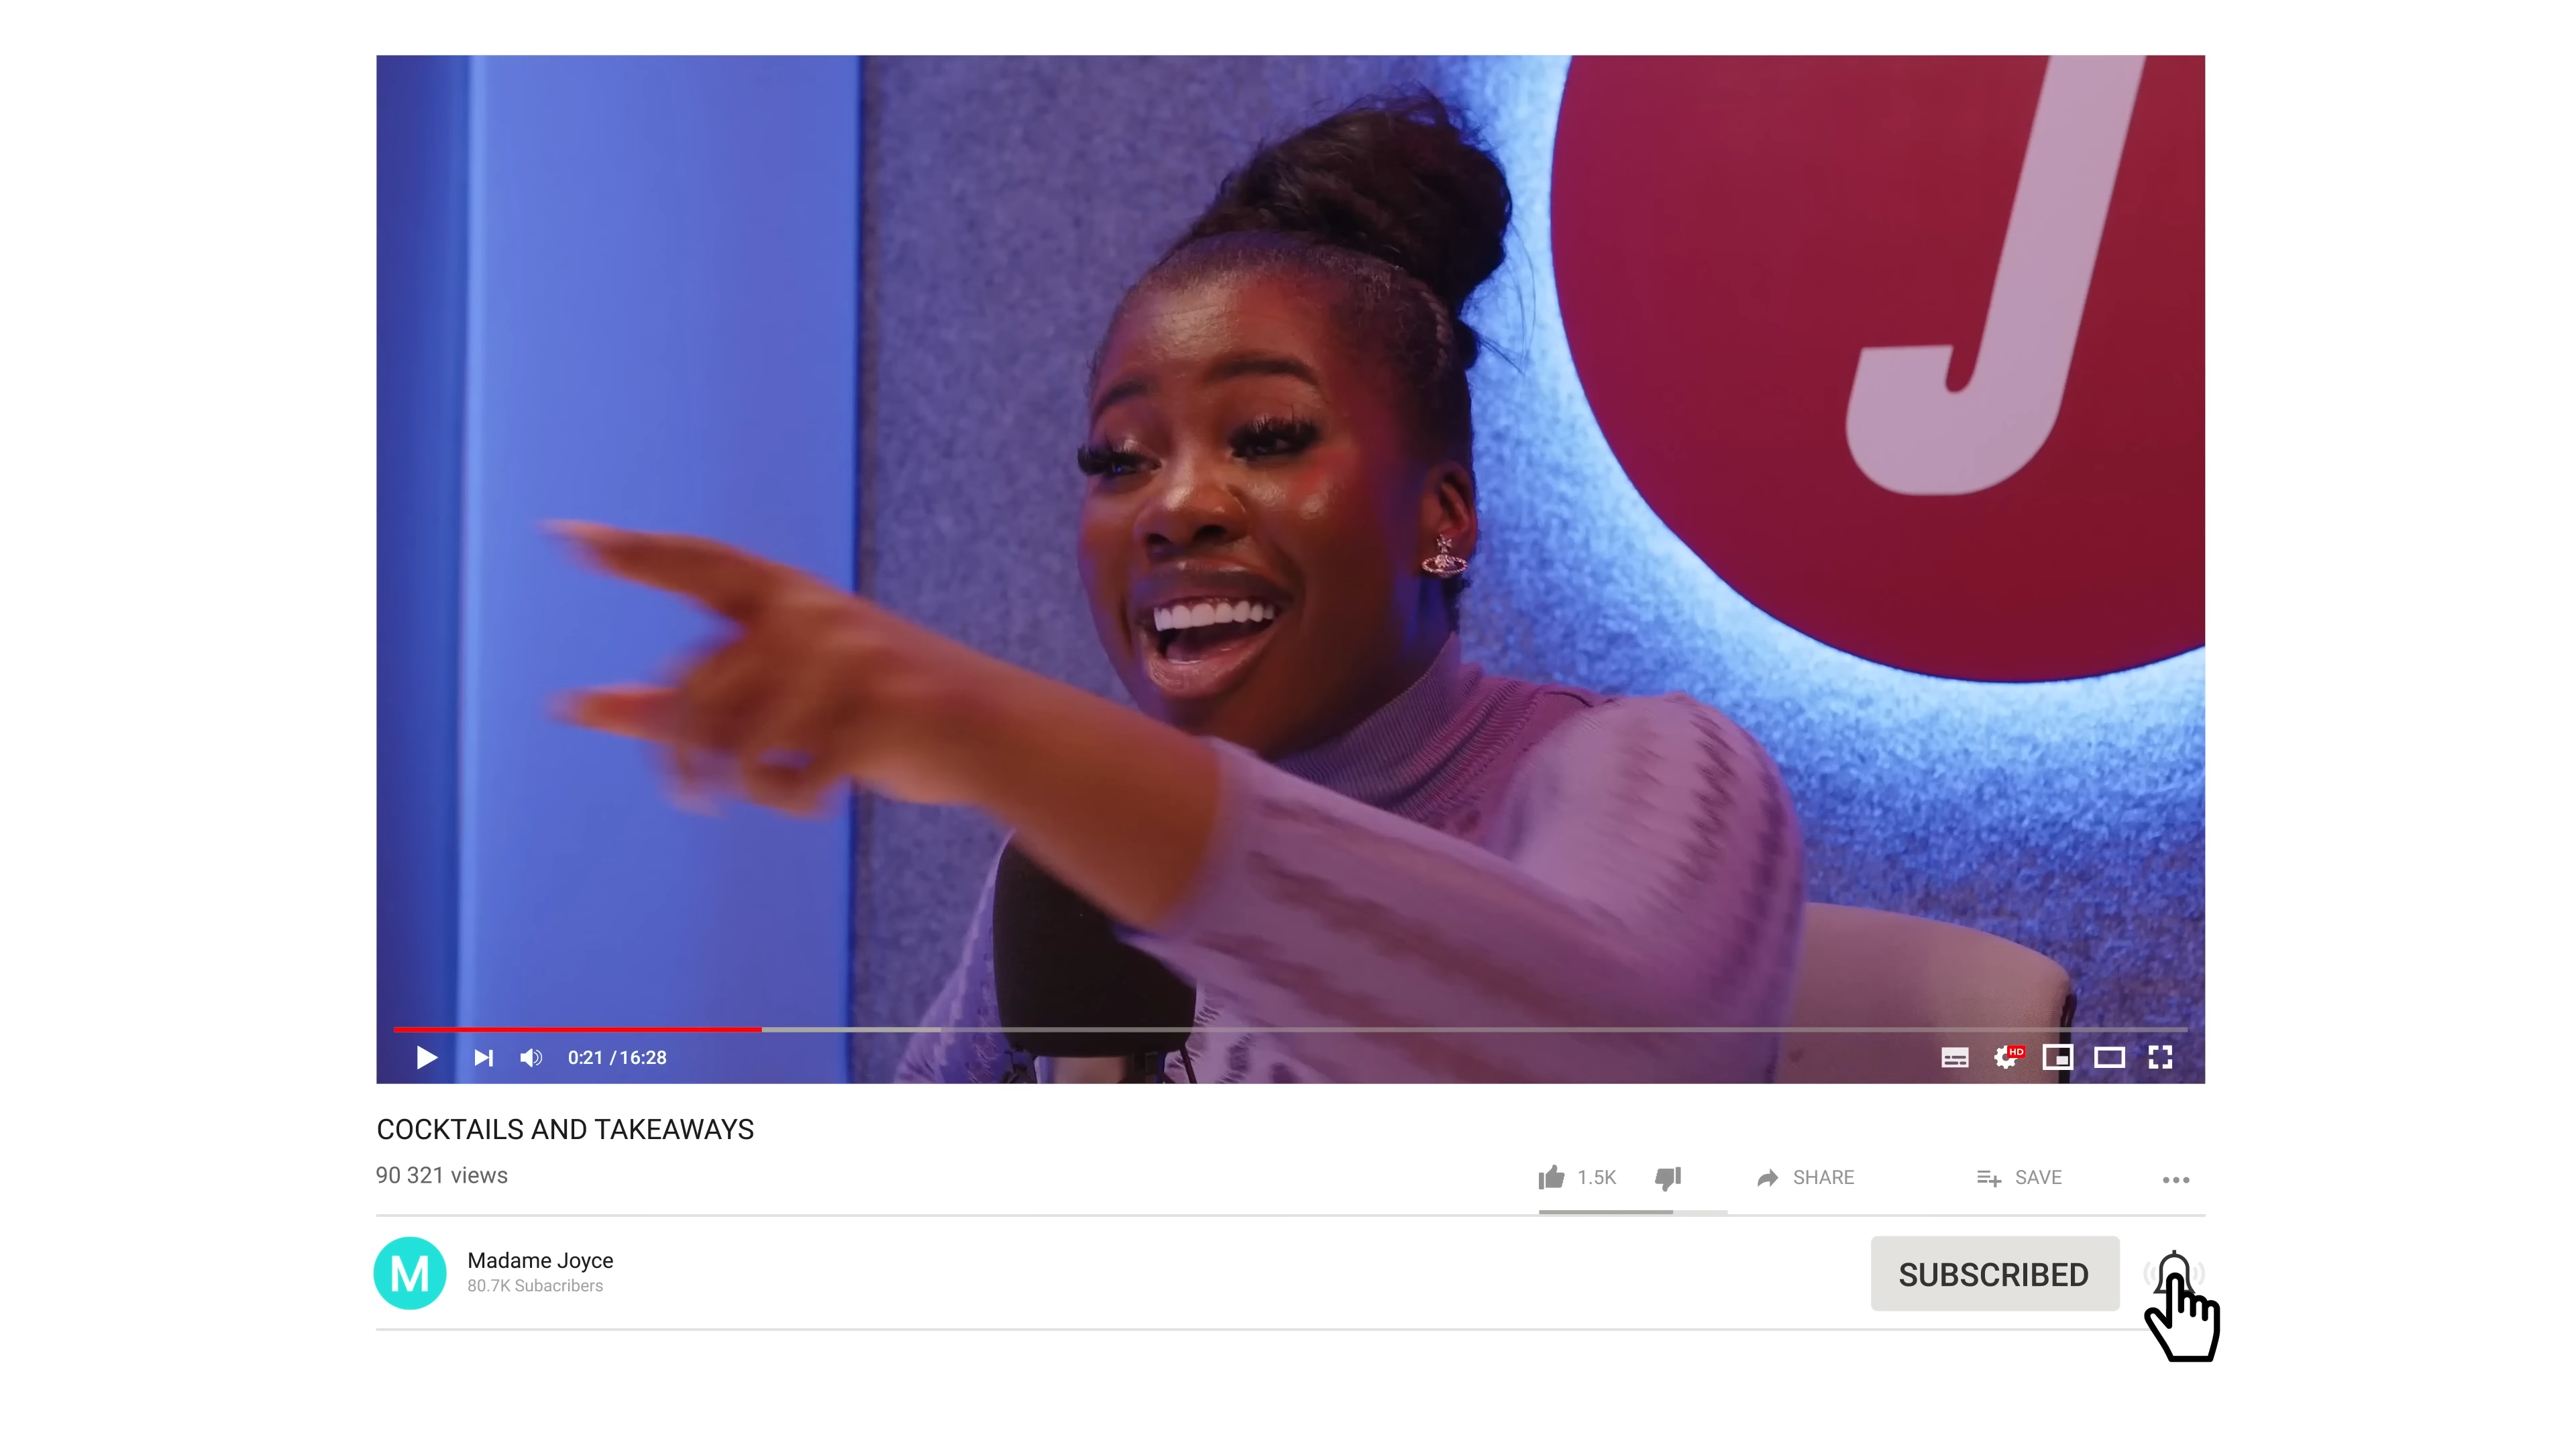 J
HD
0:21 / 16:28
COCKTAILS AND TAKEAWAYS
90 321 views
1.5K
SHARE
SAVE
M
Madame Joyce
80.7K Subacribers
SUBSCRIBED